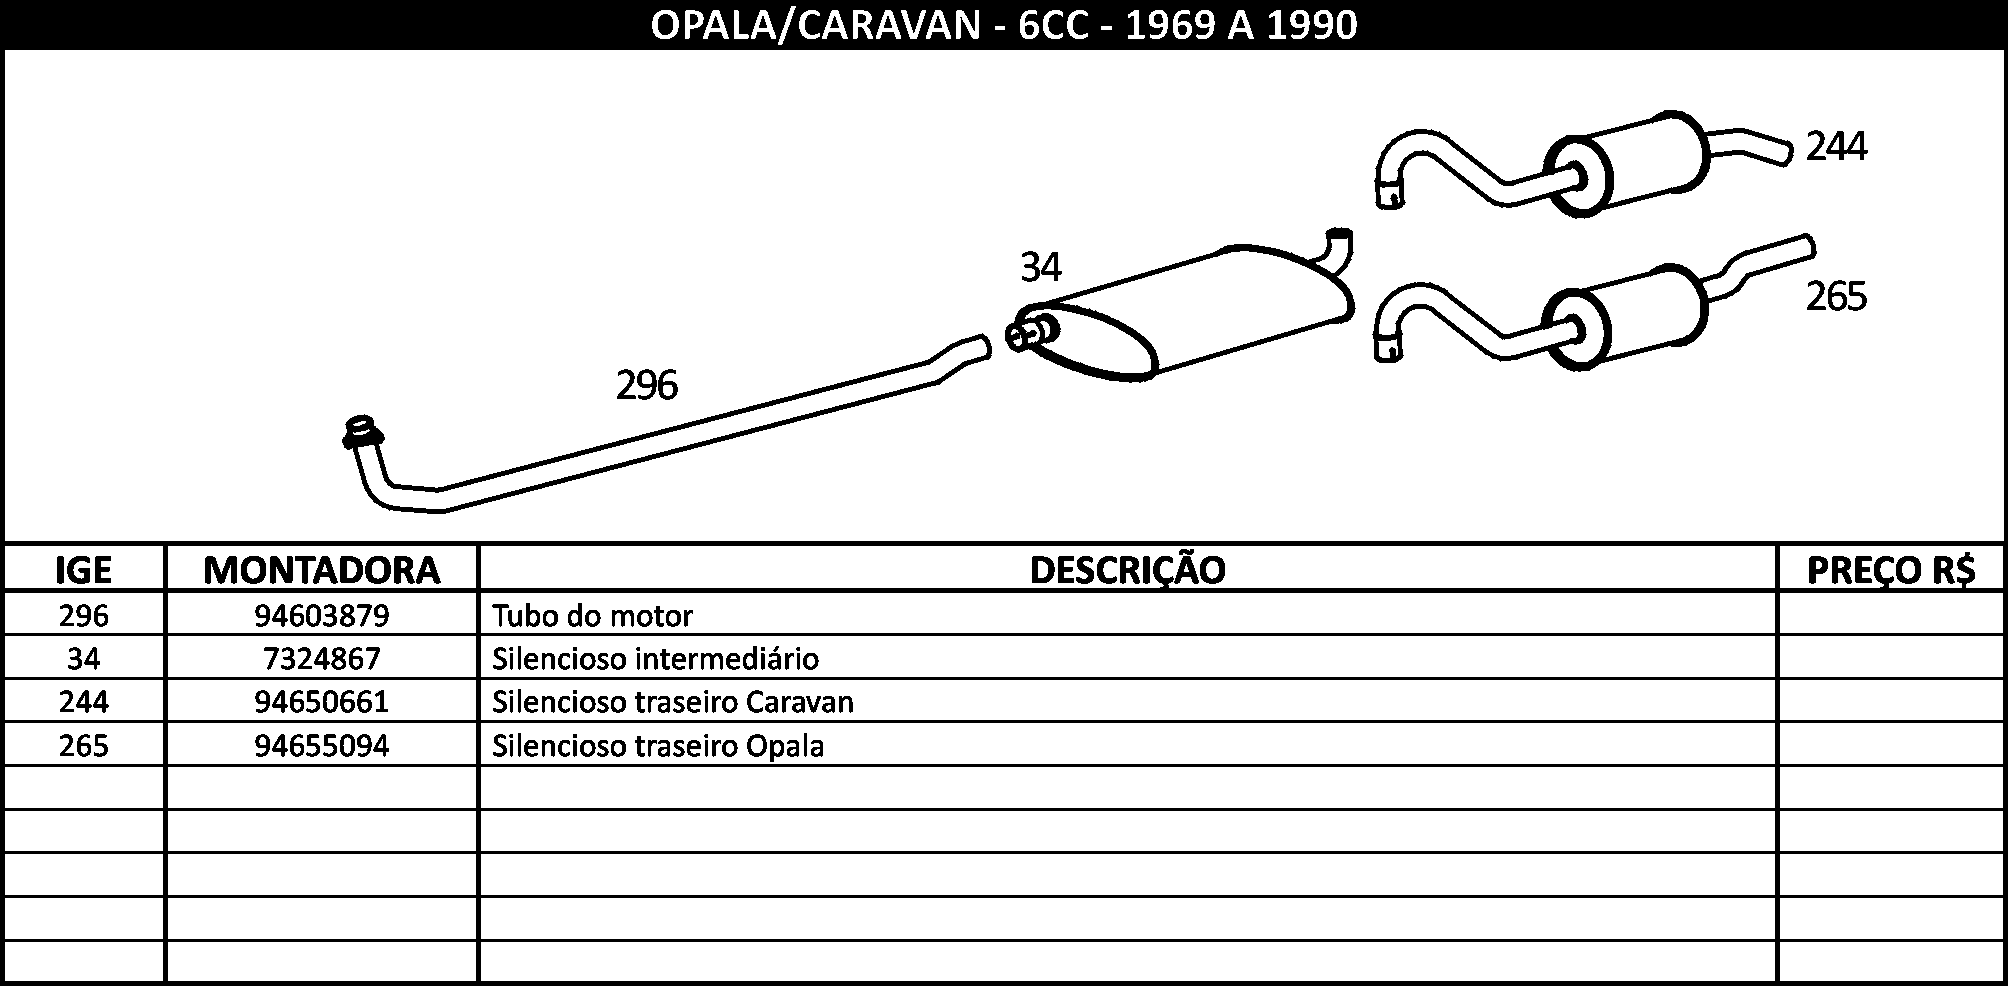 OPALA/CARAVAN - 6CC - 1969 A 1990
244
34
265
296
IGE MONTADORA DESCRIÇÃO PREÇO R$
296 94603879 Tubo do motor
34 7324867 Silencioso intermediário
244 94650661 Silencioso traseiro Caravan
265 94655094 Silencioso traseiro Opala